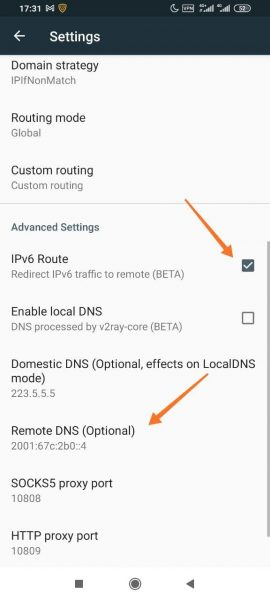 17:31
VPN 4G 4G 52
Settings
Domain strategy
IPIfNonMatch
Routing mode
Global
Custom routing
Custom routing
Advanced Settings
IPv6 Route
Redirect IPv6 traffic to remote (BETA)
Enable local DNS
DNS processed by v2ray-core (BETA)
Domestic DNS (Optional, effects on LocalDNS
mode)
223.5.5.5
Remote DNS (Optional)
2001:67c:2b0::4
SOCKS5 proxy port
10808
HTTP proxy port
10809